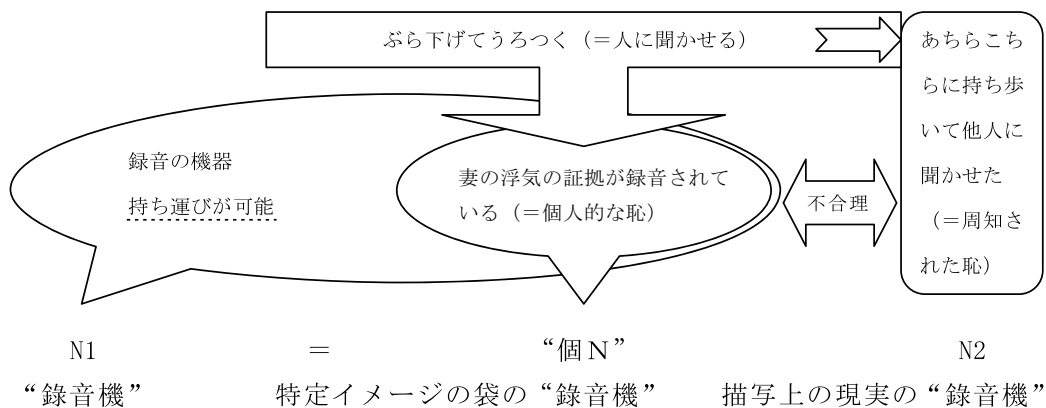 ぶら下げてうろつく（＝人に聞かせる）
録音の機器
持ち運びが可能
妻の浮気の証拠が録音されて
いる（＝個人的な恥）
不合理
あちらこち
らに持ち歩
いて他人に
聞かせた
（＝周知さ
れた恥）
N1 ＝ “個Ｎ” N2
“錄音機” 特定イメージの袋の“錄音機” 描写上の現実の“錄音機”